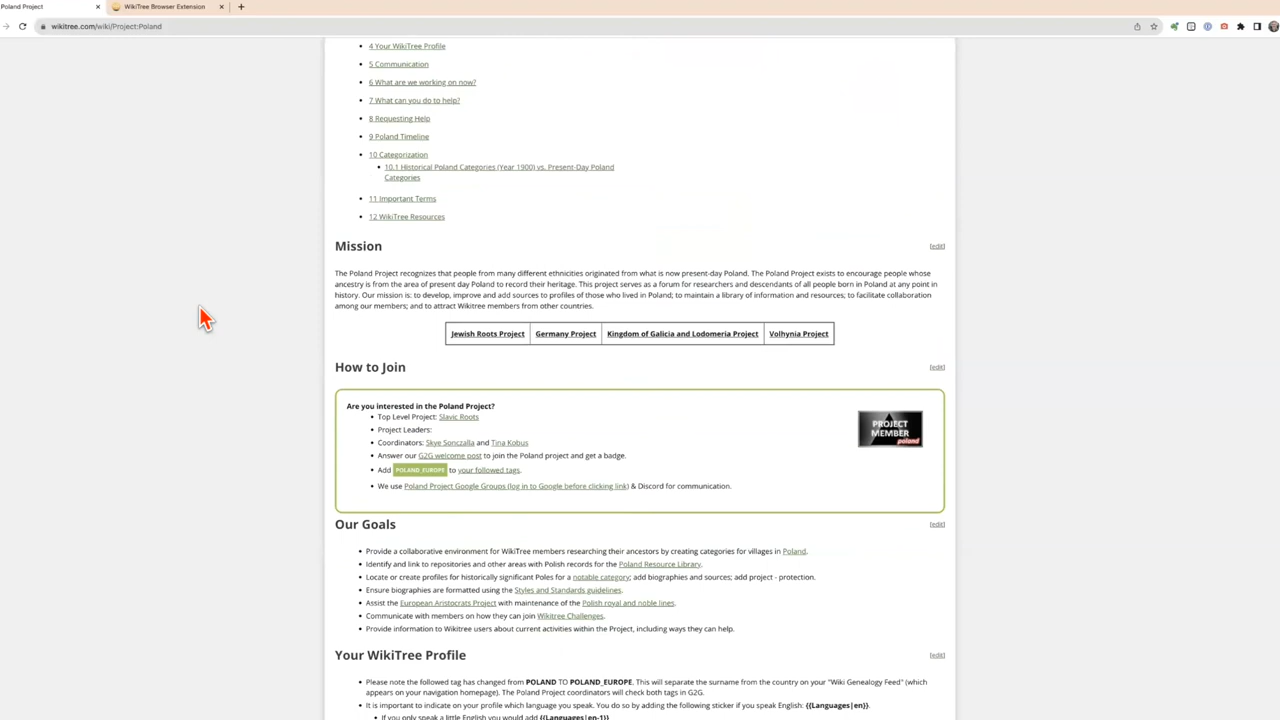 Poland Project
WikiTree Browser Extension
wikitree.com/wiki/Project:Poland
4 Your WikiTree Profile
5 Communication
6 What are we working on now?
7 What can you do to help?
8 Requesting Help
9 Poland Timeline
10 Categorization
10.1 Historical Poland Categories (Year 1900) vs. Present-Day Poland
Categories
11 Important Terms
12 WikiTree Resources
Mission
[edit]
The Poland Project recognizes that people from many different ethnicities originated from what is now present-day Poland. The Poland Project exists to encourage people whose
ancestry is from the area of present day Poland to record their heritage. This project serves as a forum for researchers and descendants of all people born in Poland at any point in
history. Our mission is: to develop, improve and add sources to profiles of those who lived in Poland; to maintain a library of information and resources; to facilitate collaboration
among our members; and to attract Wikitree members from other countries.
Jewish Roots Project Germany Project Kingdom of Galicia and Lodomeria Project Volhynia Project
How to Join
[edit]
Are you interested in the Poland Project?
Top Level Project: Slavic Roots
Project Leaders:
Coordinators: Skye Sonczalla and Tina Kobus
Answer our G2G welcome post to join the Poland project and get a badge.
Add POLAND_EUROPE to your followed tags.
We use Poland Project Google Groups (log in to Google before clicking link) & Discord for communication.
PROJECT
MEMBER
poland
Our Goals
[edit]
Provide a collaborative environment for WikiTree members researching their ancestors by creating categories for villages in Poland.
Identify and link to repositories and other areas with Polish records for the Poland Resource Library.
Locate or create profiles for historically significant Poles for a notable category; add biographies and sources; add project - protection.
Ensure biographies are formatted using the Styles and Standards guidelines.
Assist the European Aristocrats Project with maintenance of the Polish royal and noble lines.
Communicate with members on how they can join Wikitree Challenges.
Provide information to Wikitree users about current activities within the Project, including ways they can help.
Your WikiTree Profile
[edit]
Please note the followed tag has changed from POLAND TO POLAND_EUROPE. This will separate the surname from the country on your "Wiki Genealogy Feed" (which
appears on your navigation homepage). The Poland Project coordinators will check both tags in G2G.
It is important to indicate on your profile which language you speak. You do so by adding the following sticker if you speak English: {{Languages|en}}.
If you only speak a little English you would add {{Languages|en-1}}